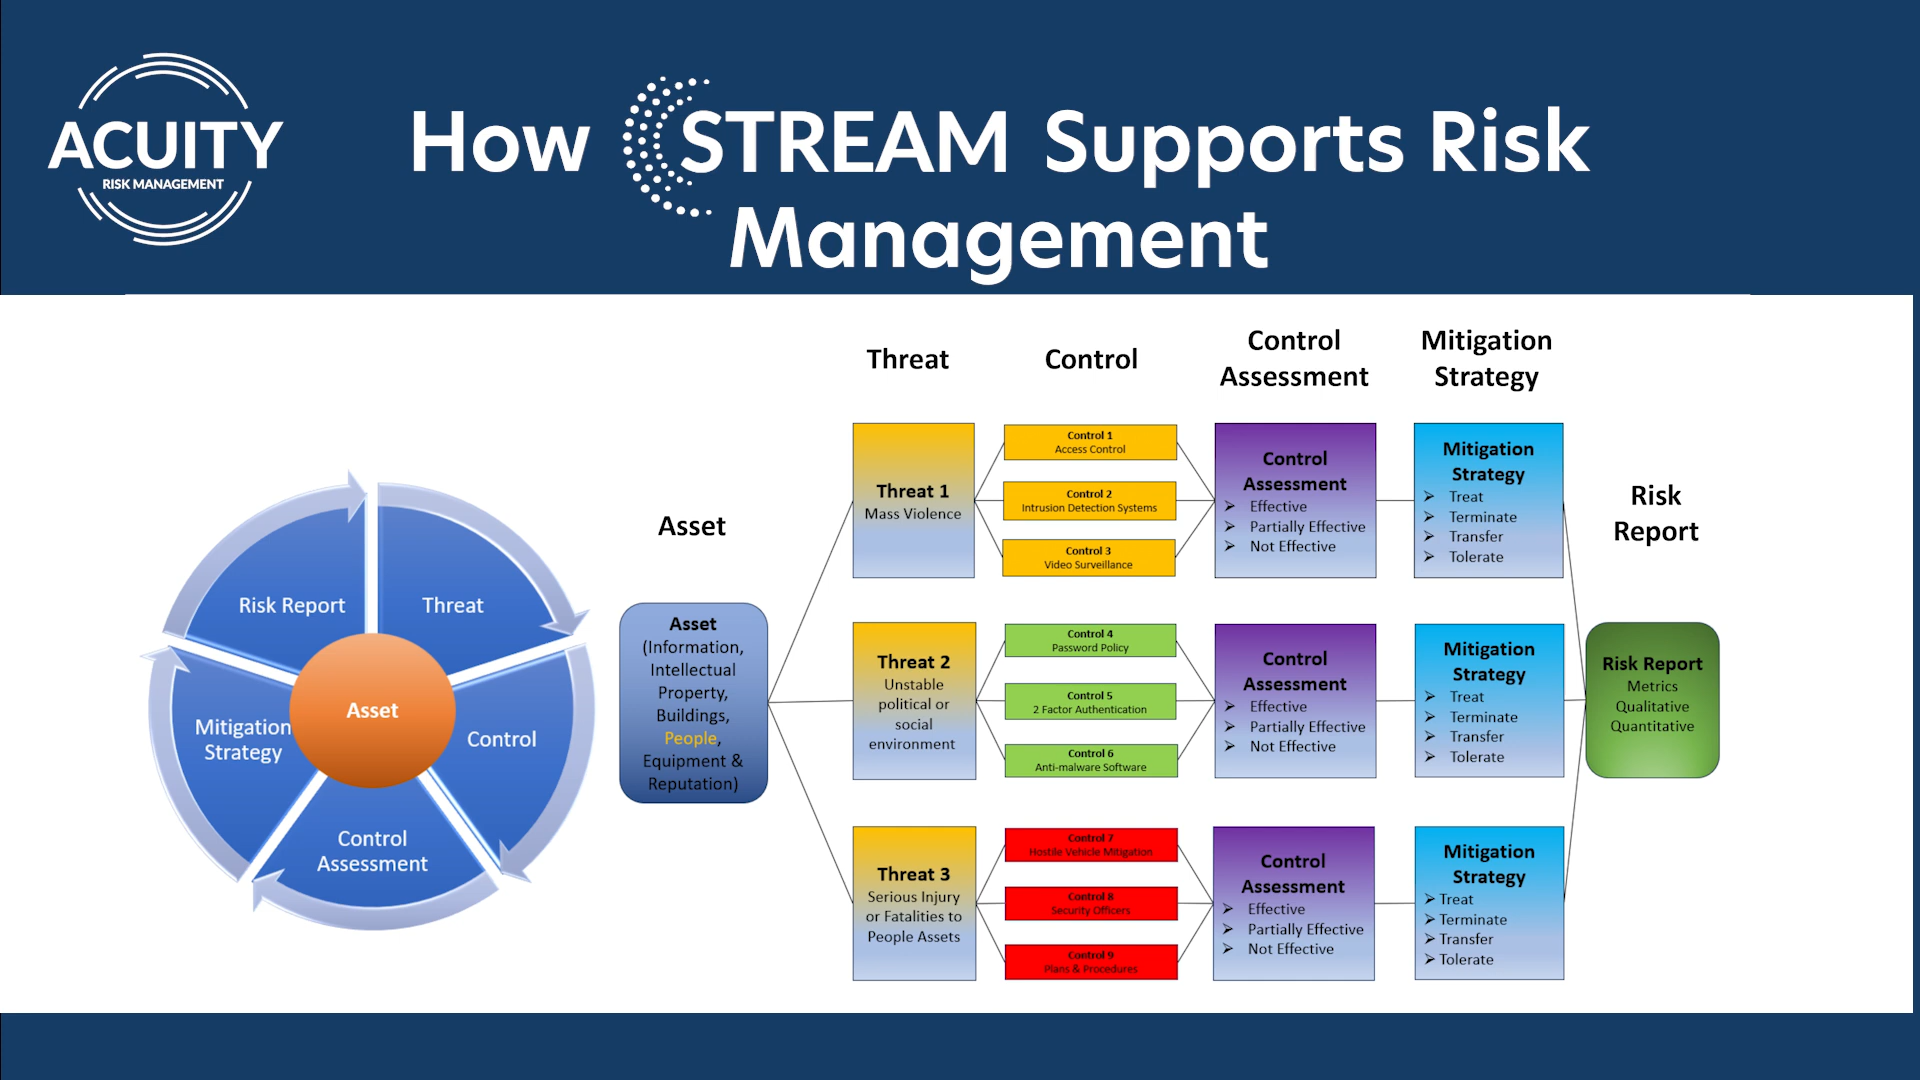 ACUITY
RISK MANAGEMENT
How STREAM Supports Risk
Management
Risk Report
Threat
Asset
Mitigation
Strategy
Control
Control
Assessment
Asset
Asset
(Information,
Intellectual
Property,
Buildings,
People,
Equipment &
Reputation)
Threat
Threat 1
Mass Violence
Threat 2
Unstable
political or
social
environment
Threat 3
Serious Injury
or Fatalities to
People Assets
Control
Control 1
Access Control
Control 2
Intrusion Detection Systems
Control 3
Video Surveillance
Control 4
Password Policy
Control 5
2 Factor Authentication
Control 6
Anti-malware Software
Control 7
Hostile Vehicle Mitigation
Control 8
Security Officers
Control 9
Plans & Procedures
Control
Assessment
Control
Assessment
➢ Effective
➢ Partially Effective
➢ Not Effective
Control
Assessment
➢ Effective
➢ Partially Effective
➢ Not Effective
Control
Assessment
➢ Effective
➢ Partially Effective
➢ Not Effective
Mitigation
Strategy
Mitigation
Strategy
➢ Treat
➢ Terminate
➢ Transfer
➢ Tolerate
Mitigation
Strategy
➢ Treat
➢ Terminate
➢ Transfer
➢ Tolerate
Mitigation
Strategy
➢ Treat
➢ Terminate
➢ Transfer
➢ Tolerate
Risk
Report
Risk Report
Metrics
Qualitative
Quantitative